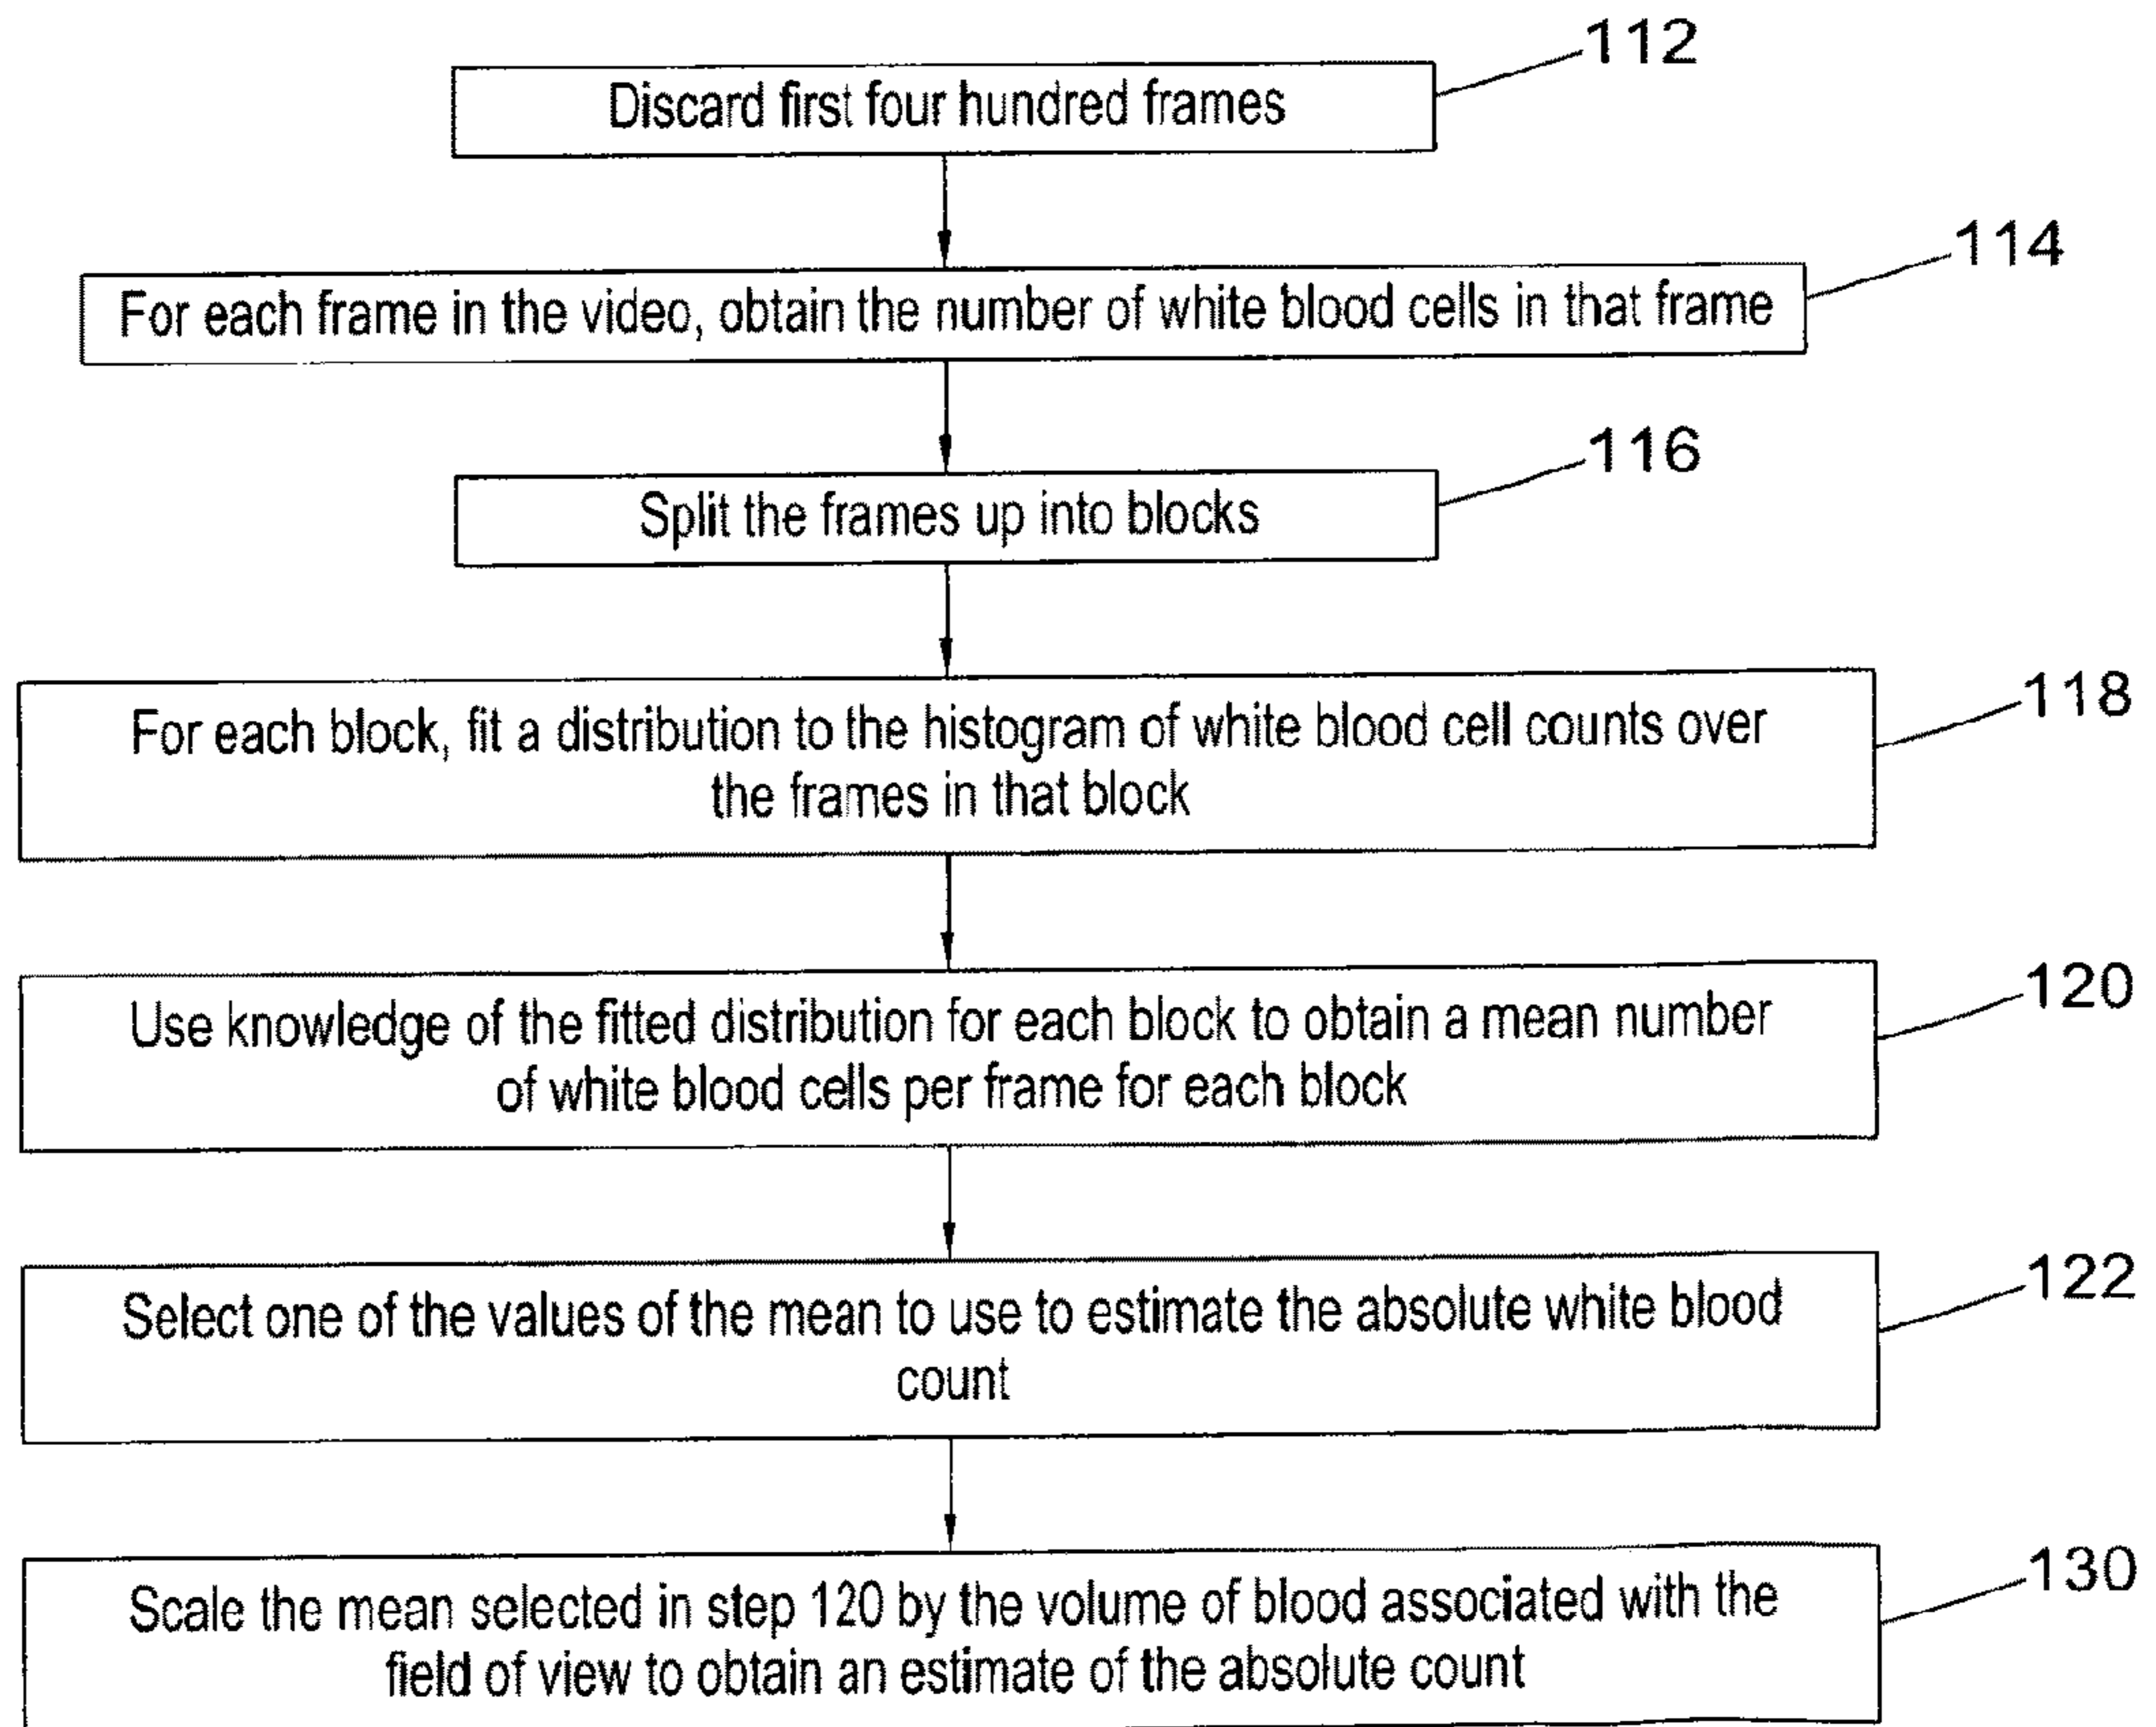 112
Discard first four hundred frames
114
For each frame in the video, obtain the number of white blood cells in that frame
116
Split the frames up into blocks
118
For each block, fit a distribution to the histogram of white blood cell counts over
the frames in that block
120
Use knowledge of the fitted distribution for each block to obtain a mean number
of white blood cells per frame for each block
122
Select one of the values of the mean to use to estimate the absolute white blood
count
130
Scale the mean selected in step 120 by the volume of blood associated with the
field of view to obtain an estimate of the absolute count